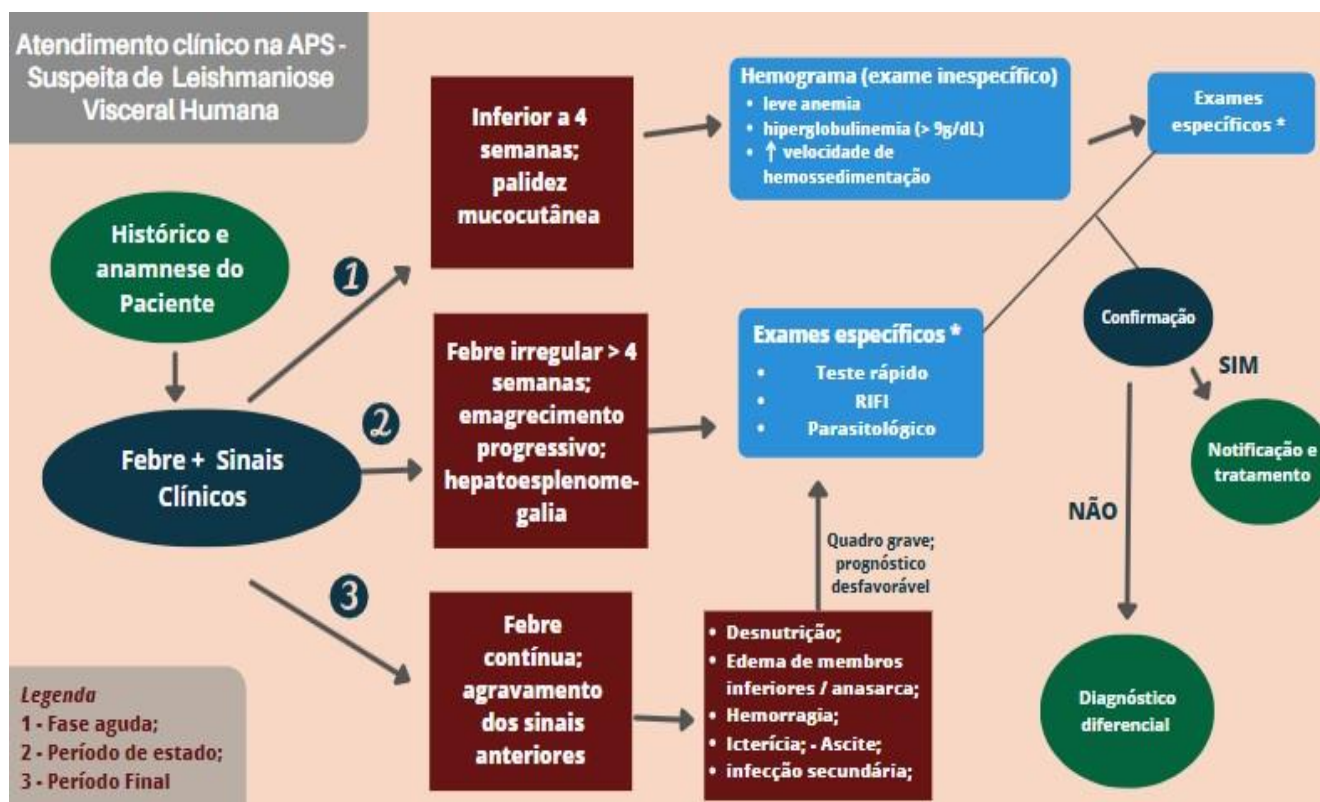 Atendimento clínico na APS -
Suspeita de Leishmaniose
Visceral Humana
Histórico e
anamnese do
Paciente
Febre + Sinais
Clínicos
1
Inferior a 4
semanas;
palidez
mucocutânea
Hemograma (exame inespecífico)
• leve anemia
• hiperglobulinemia (> 9g/dL)
• ↑ velocidade de
hemossedimentação
Exames
específicos *
2
Febre irregular > 4
semanas;
emagrecimento
progressivo;
hepatoesplenome-
galia
Exames específicos *
• Teste rápido
• RIFI
• Parasitológico
Confirmação
SIM
Notificação e
tratamento
NÃO
Diagnóstico
diferencial
3
Febre
contínua;
agravamento
dos sinais
anteriores
Quadro grave;
prognóstico
desfavorável
• Desnutrição;
• Edema de membros
inferiores / anasarca;
• Hemorragia;
• Icterícia; - Ascite;
• infecção secundária;
Legenda
1 - Fase aguda;
2 - Período de estado;
3 - Período Final